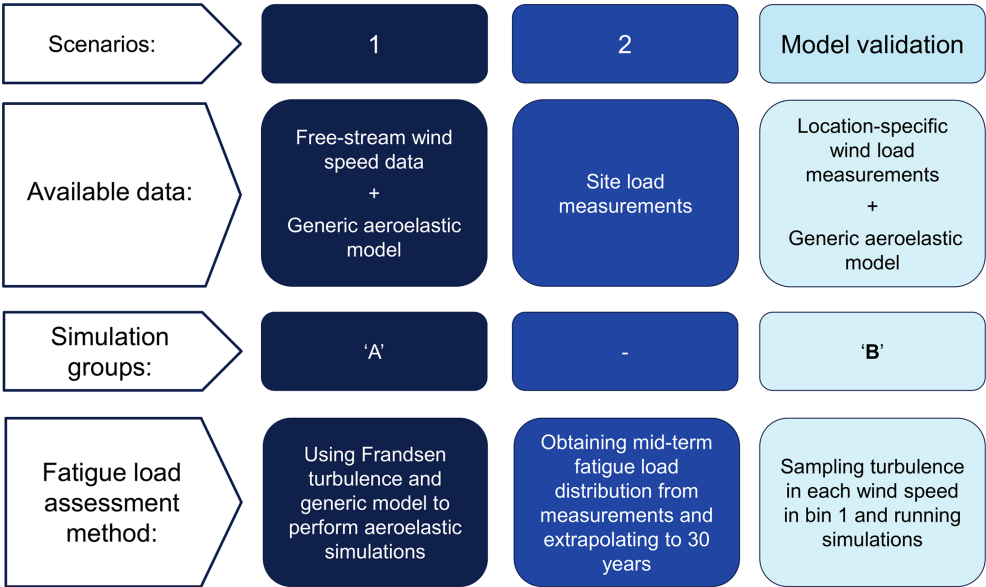 Scenarios:
1
2
Model validation
Available data:
Free-stream wind
speed data
+
Generic aeroelastic
model
Site load
measurements
Location-specific
wind load
measurements
+
Generic aeroelastic
model
Simulation
groups:
‘A’
-
‘B’
Fatigue load
assessment
method:
Using Frandsen
turbulence and
generic model to
perform aeroelastic
simulations
Obtaining mid-term
fatigue load
distribution from
measurements and
extrapolating to 30
years
Sampling turbulence
in each wind speed
in bin 1 and running
simulations